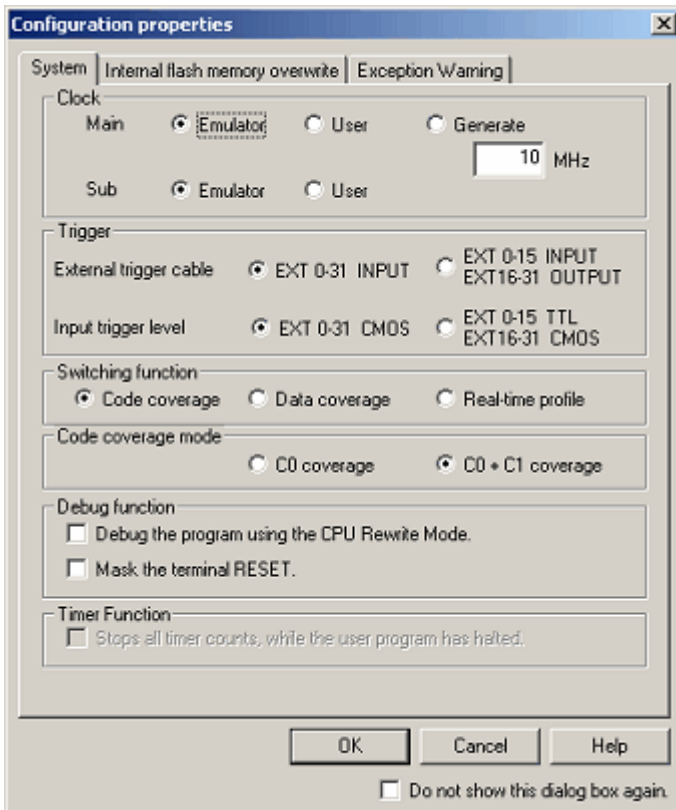 Configuration properties
System Internal flash memory overwrite Exception Warning
Clock
Main Emulator User Generate
10 MHz
Sub Emulator User
Trigger
External trigger cable EXT 0-31 INPUT EXT 0-15 INPUT
EXT16-31 OUTPUT
Input trigger level EXT 0-31 CMOS EXT 0-15 TTL
EXT16-31 CMOS
Switching function
Code coverage Data coverage Real-time profile
Code coverage mode
C0 coverage C0 + C1 coverage
Debug function
Debug the program using the CPU Rewrite Mode.
Mask the terminal RESET.
Timer Function
Stops all timer counts, while the user program has halted.
OK Cancel Help
Do not show this dialog box again.